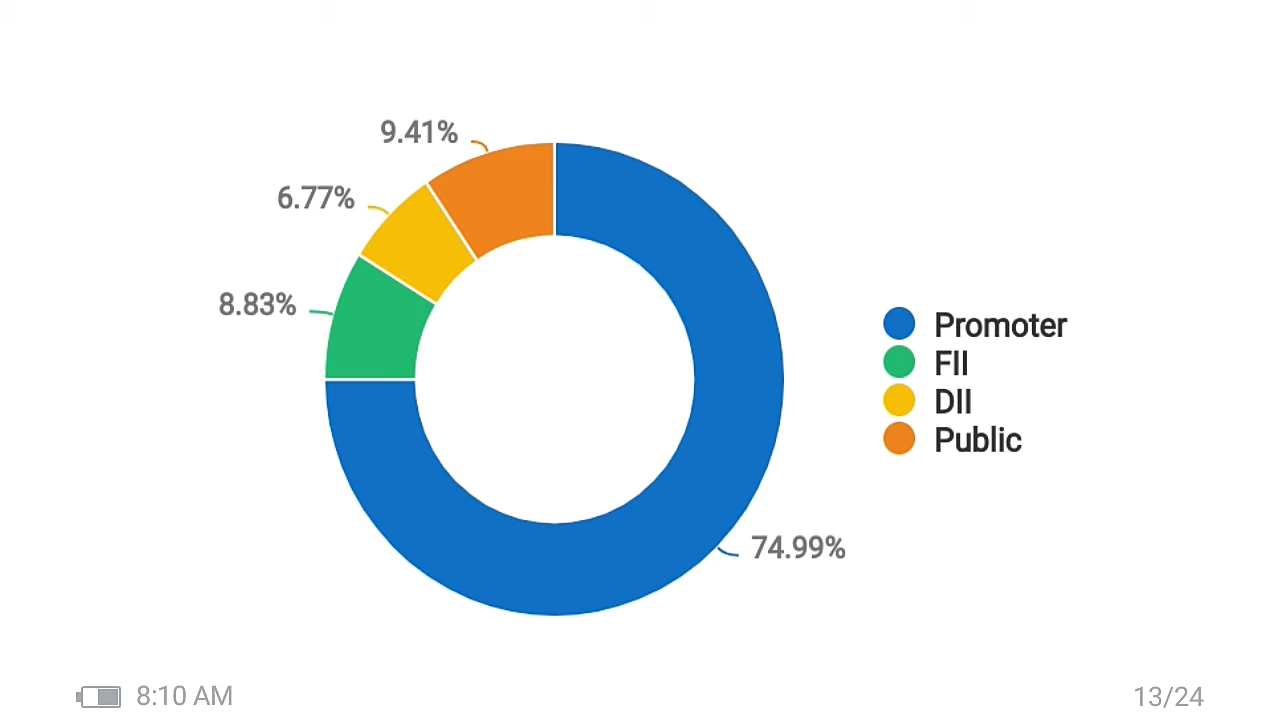 9.41%
6.77%
8.83%
Promoter
FII
DII
Public
74.99%
8:10 AM
13/24